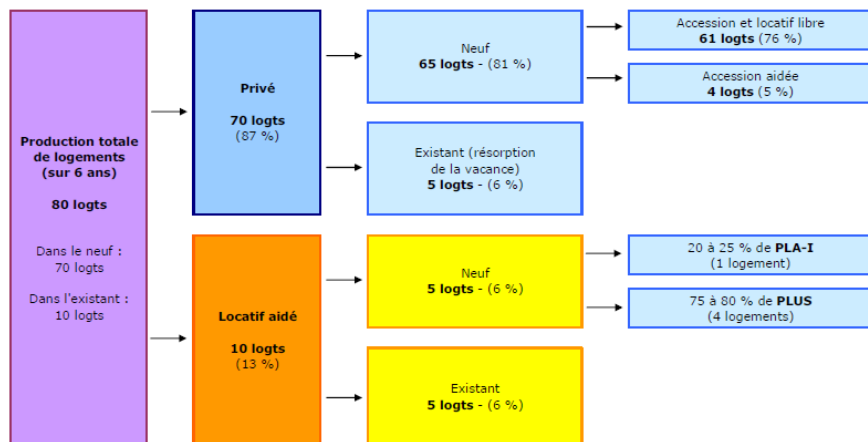 Production totale
de logements
(sur 6 ans)
80 logts
Dans le neuf :
70 logts
Dans l'existant :
10 logts
Privé
70 logts
(87 %)
Neuf
65 logts - (81 %)
Accession et locatif libre
61 logts (76 %)
Accession aidée
4 logts (5 %)
Existant (résorption
de la vacance)
5 logts - (6 %)
Locatif aidé
10 logts
(13 %)
Neuf
5 logts - (6 %)
20 à 25 % de PLA-I
(1 logement)
75 à 80 % de PLUS
(4 logements)
Existant
5 logts - (6 %)